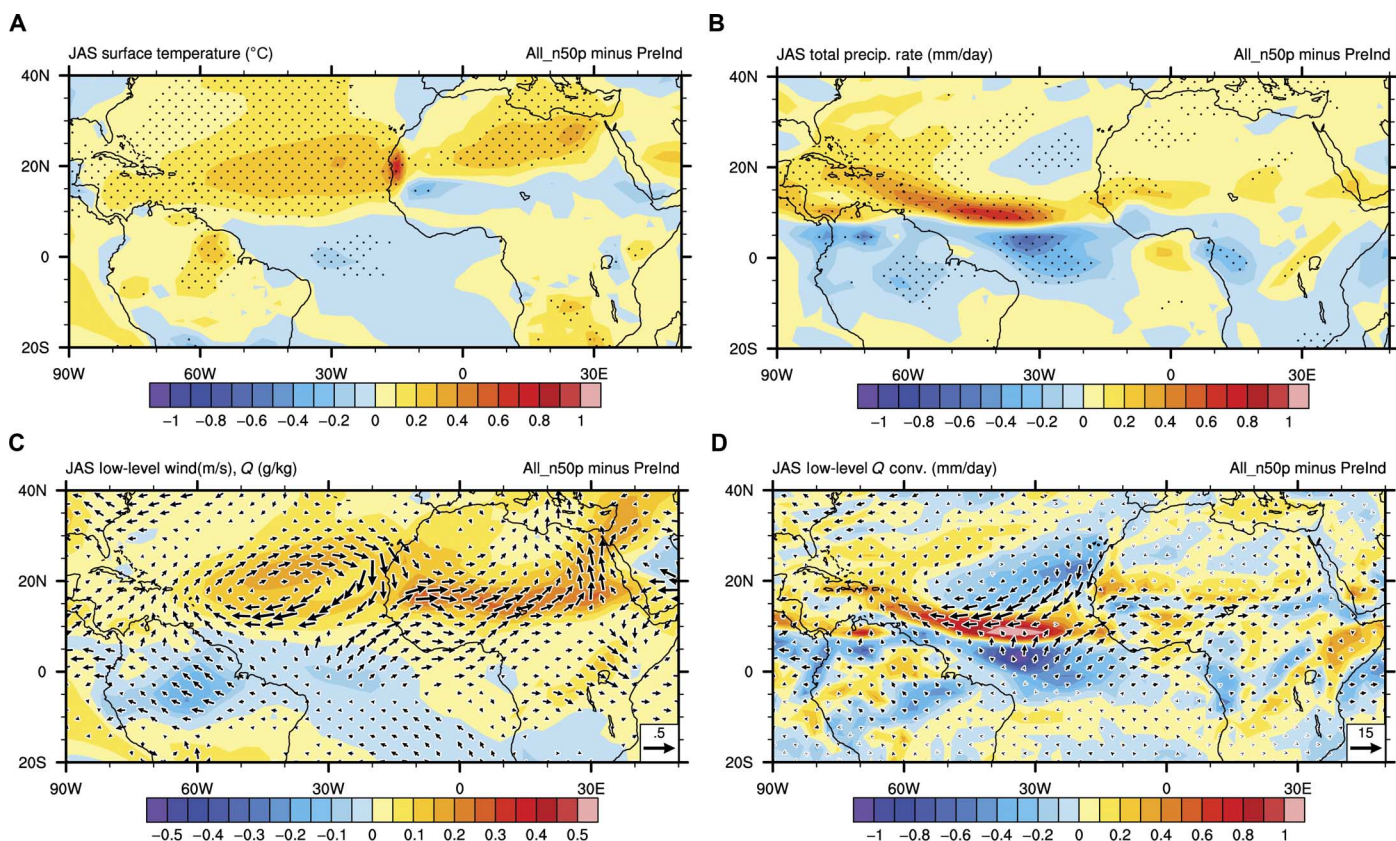 A
JAS surface temperature (°C) All_n50p minus PreInd
40N
20N
0
20S
90W 60W 30W 0 30E
−1 −0.8 −0.6 −0.4 −0.2 0 0.2 0.4 0.6 0.8 1
B
JAS total precip. rate (mm/day) All_n50p minus PreInd
40N
20N
0
20S
90W 60W 30W 0 30E
−1 −0.8 −0.6 −0.4 −0.2 0 0.2 0.4 0.6 0.8 1
C
JAS low-level wind(m/s), Q (g/kg) All_n50p minus PreInd
40N
20N
0
.5
20S
90W 60W 30W 0 30E
−0.5 −0.4 −0.3 −0.2 −0.1 0 0.1 0.2 0.3 0.4 0.5
D
JAS low-level Q conv. (mm/day) All_n50p minus PreInd
40N
20N
0
15
20S
90W 60W 30W 0 30E
−1 −0.8 −0.6 −0.4 −0.2 0 0.2 0.4 0.6 0.8 1